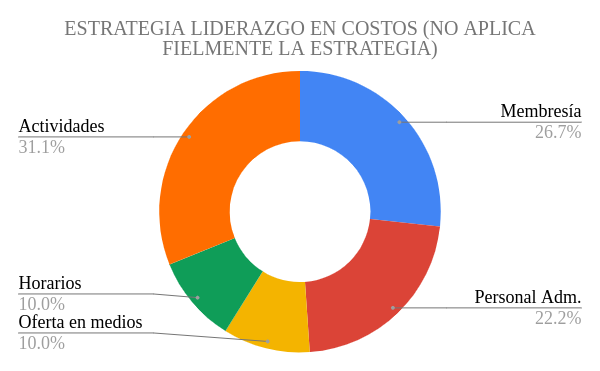 ESTRATEGIA LIDERAZGO EN COSTOS (NO APLICA
FIELMENTE LA ESTRATEGIA)
Membresía
26.7%
Actividades
31.1%
Horarios
10.0%
Oferta en medios
10.0%
Personal Adm.
22.2%